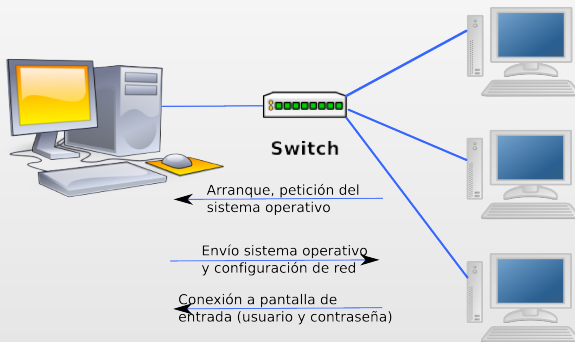 Switch
Arranque, petición del
sistema operativo
Envío sistema operativo
y configuración de red
Conexión a pantalla de
entrada (usuario y contraseña)